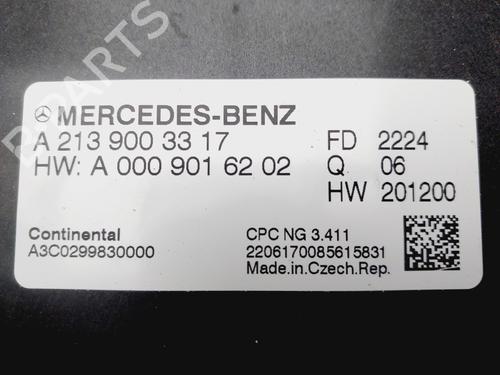 MERCEDES-BENZ
A 213 900 33 17 FD 2224
HW: A 000 901 62 02 Q 06
HW 201200
Continental CPC NG 3.411
A3C0299830000 2206170085615831
Made.in.Czech.Rep.